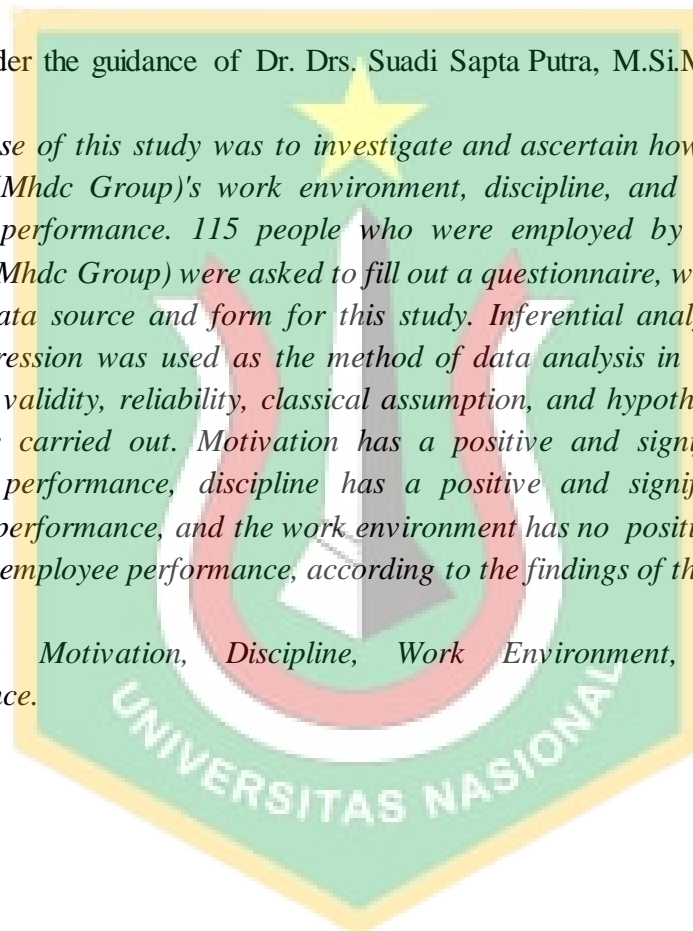 der the guidance of Dr. Drs. Suadi Sapta Putra, M.Si.M
se of this study was to investigate and ascertain how
Mhdc Group)'s work environment, discipline, and
performance. 115 people who were employed by
Mhdc Group) were asked to fill out a questionnaire, w
ata source and form for this study. Inferential analy
ression was used as the method of data analysis in
validity, reliability, classical assumption, and hypoth
e carried out. Motivation has a positive and signi
performance, discipline has a positive and signif
performance, and the work environment has no positi
employee performance, according to the findings of th
Motivation, Discipline, Work Environment,
nce.
UNIVERSITAS NASIONAL